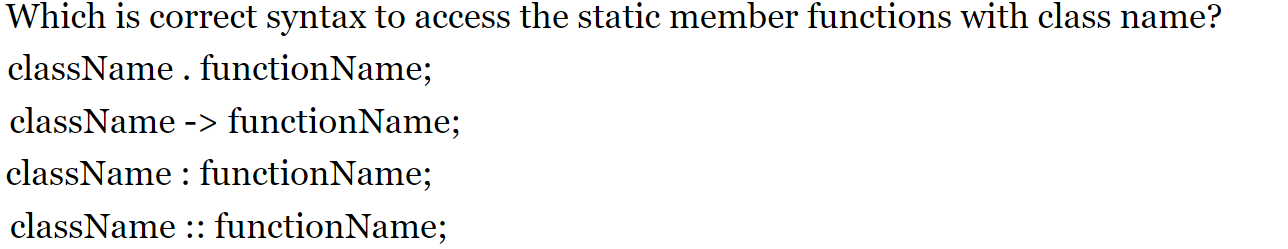 Which is correct syntax to access the static member functions with class name?
className . functionName;
className -> functionName;
className : functionName;
className :: functionName;